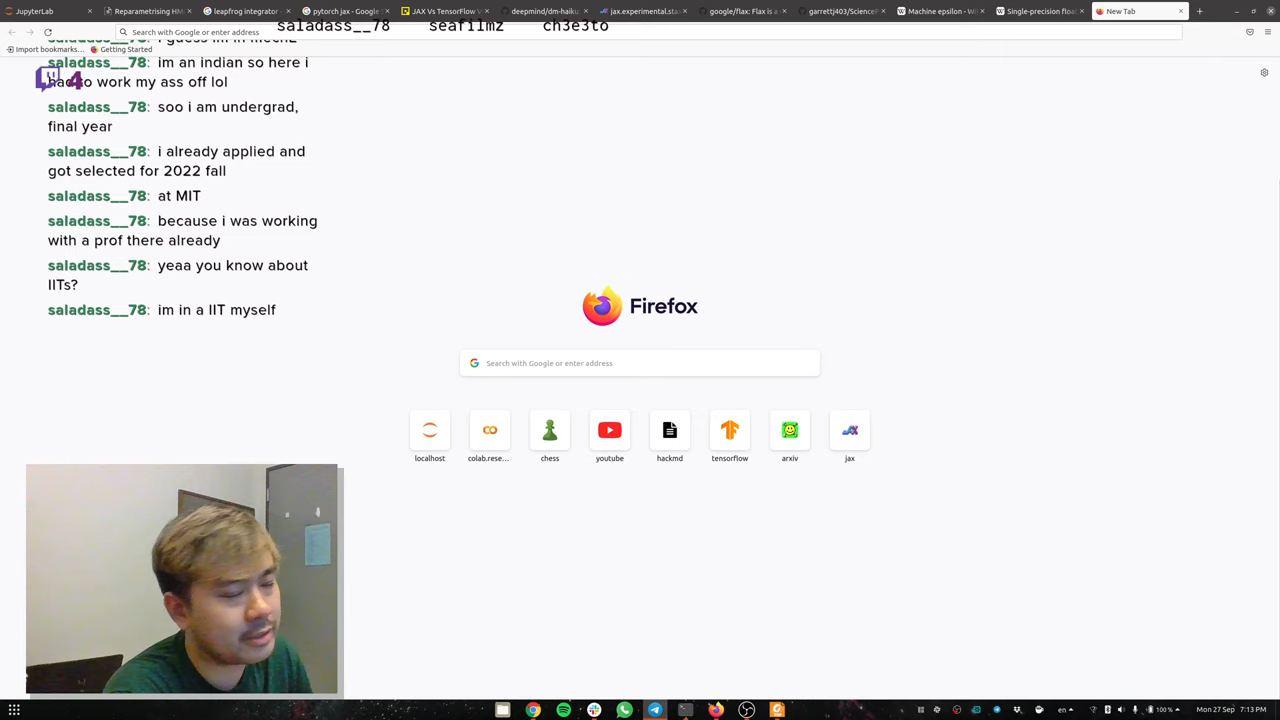 JupyterLab
Reparametrising HM
leapfrog integrator
pytorch jax - Google
JAX Vs TensorFlow V
deepmind/dm-haiku
jax.experimental.sta
google/flax: Flax is a
garrettj403/ScienceP
Machine epsilon - W
Single-precision floa
New Tab
saladass__78 seafilmz ch3e3to
Search with Google or enter address
Import bookmarks...
Getting Started
saladass__78: im an indian so here i
had to work my ass off lol
4
saladass__78: soo i am undergrad,
final year
saladass__78: i already applied and
got selected for 2022 fall
saladass__78: at MIT
saladass__78: because i was working
with a prof there already
saladass__78: yeaa you know about
IITs?
saladass__78: im in a IIT myself
Firefox
Search with Google or enter address
localhost
colab.rese...
chess
youtube
hackmd
tensorflow
arxiv
jax
en
100 %
Mon 27 Sep
7:13 PM